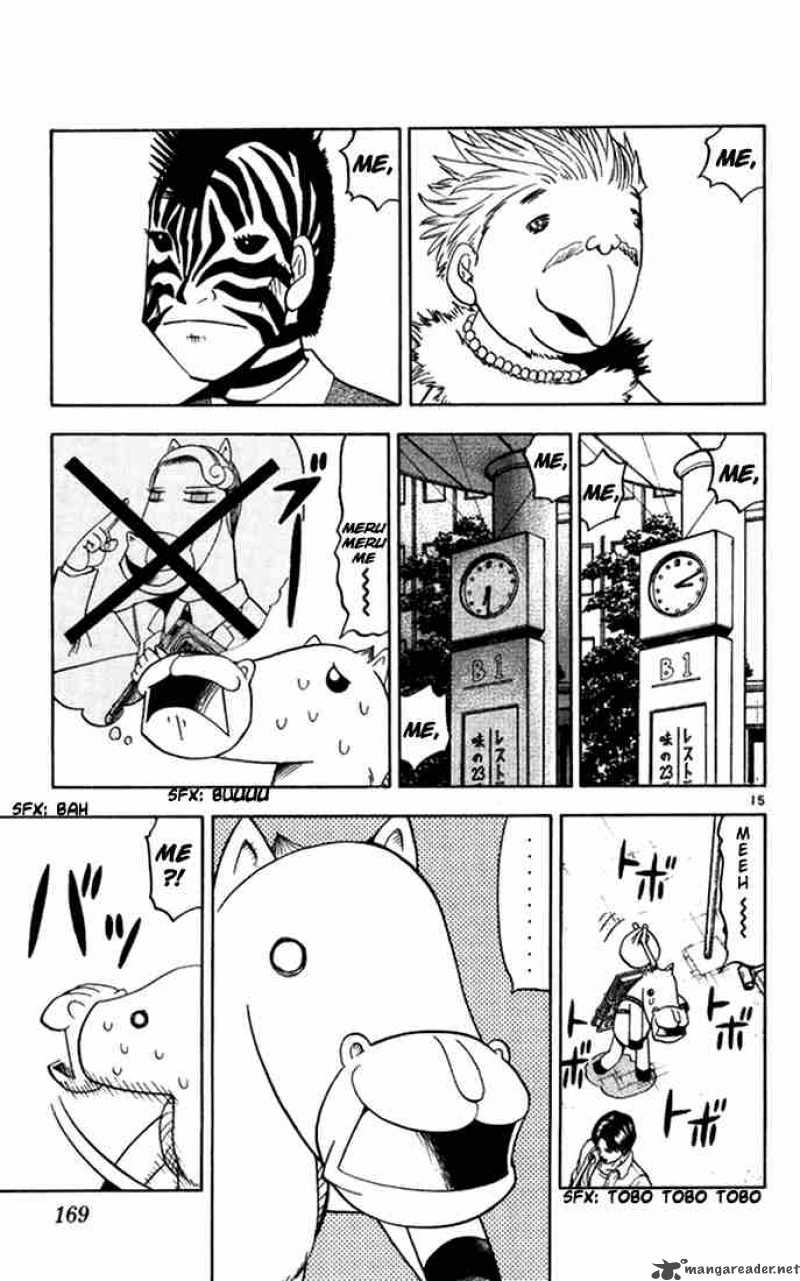 ME,
ME,
ME,
ME,
B1
レスト
味の23
ME,
ME,
B1
レスト
味の23
MERU
MERU
ME
ブー
SFX: BUUUU
15
MEEH
トボ
トボ
トボ
トボ
SFX: TOBO TOBO TOBO
.........
ME
?!
バッ
SFX: BAH
169
mangareader.net